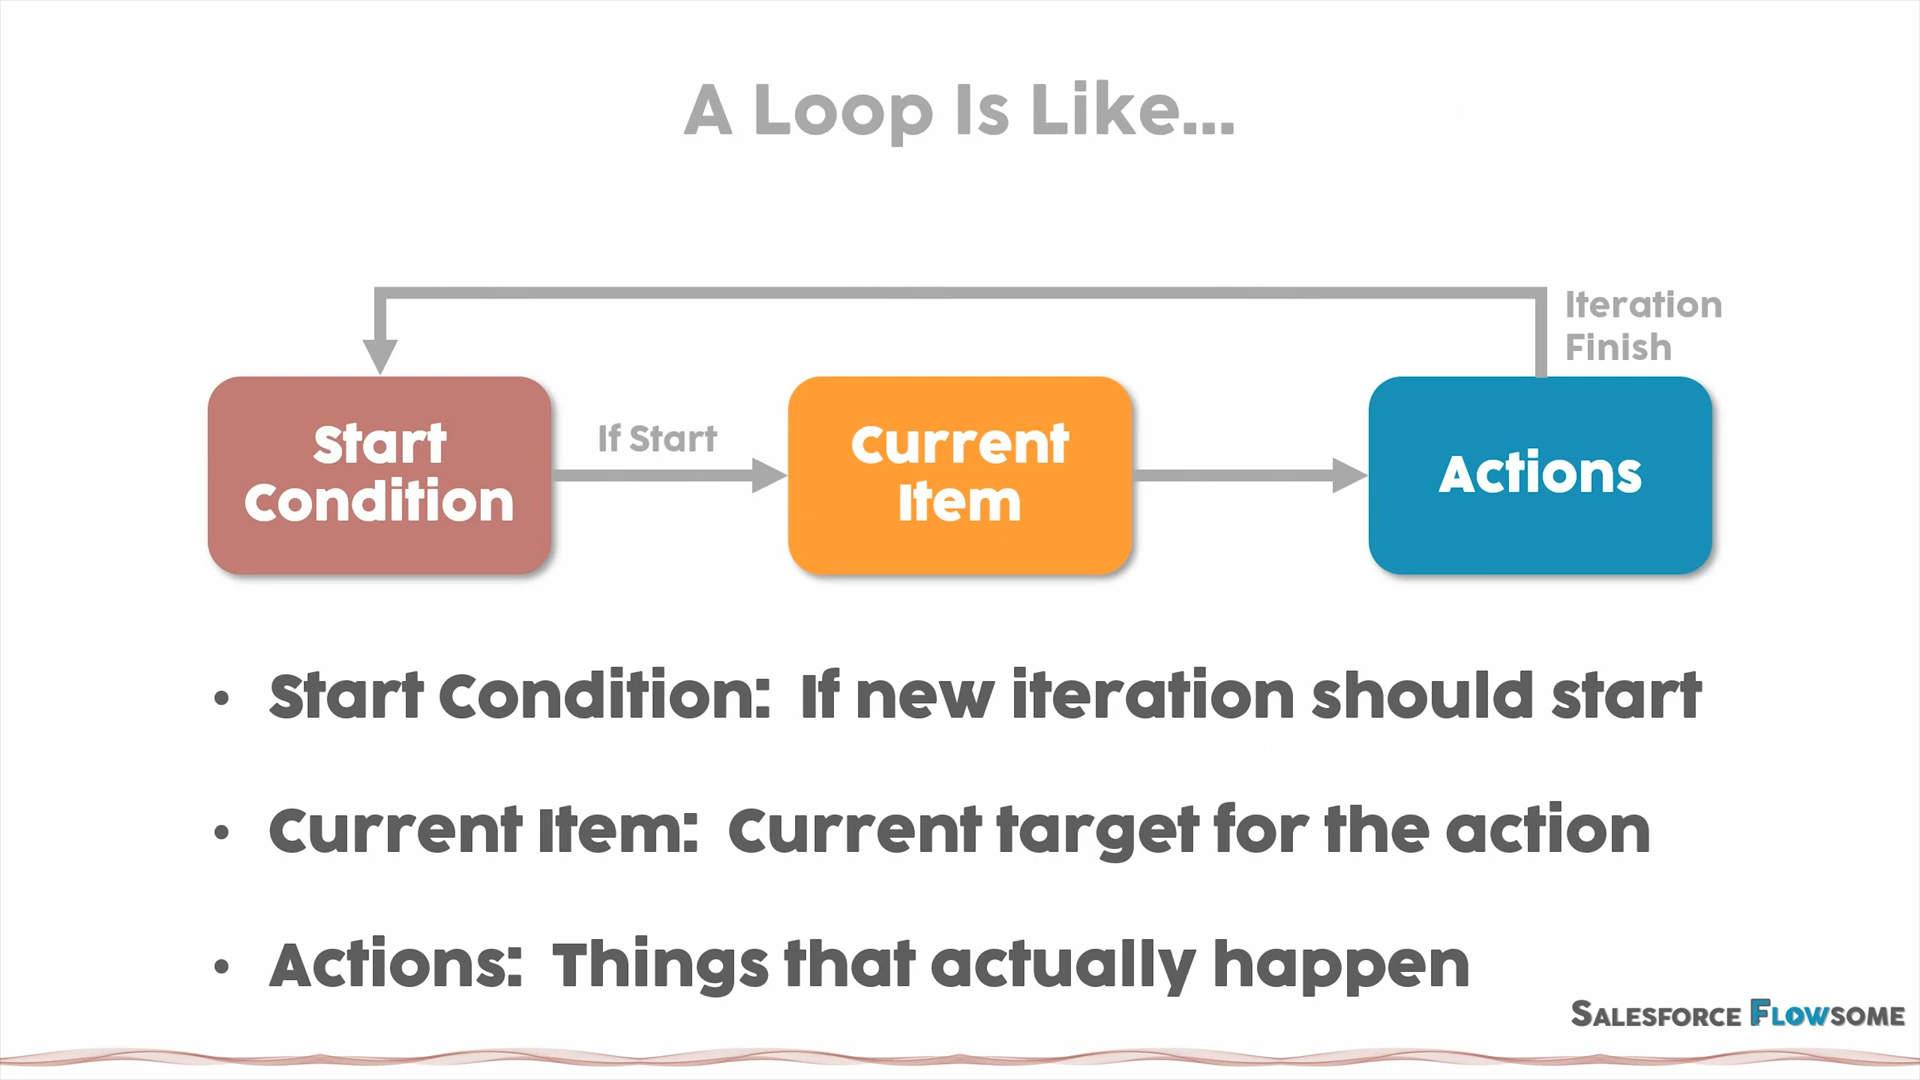 A Loop Is Like...
Iteration
Finish
Start
Condition
If Start
Current
Item
Actions
• Start Condition: If new iteration should start
• Current Item: Current target for the action
• Actions: Things that actually happen
SALESFORCE FLOWSOME